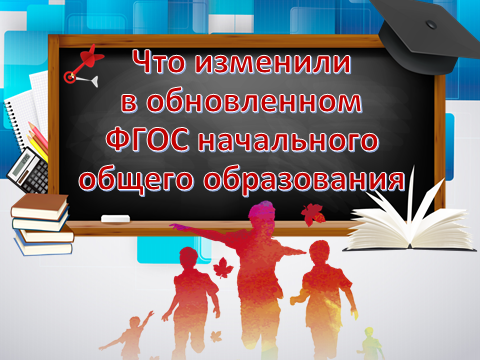 Что изменили
в обновленном
ФГОС начального
общего образования